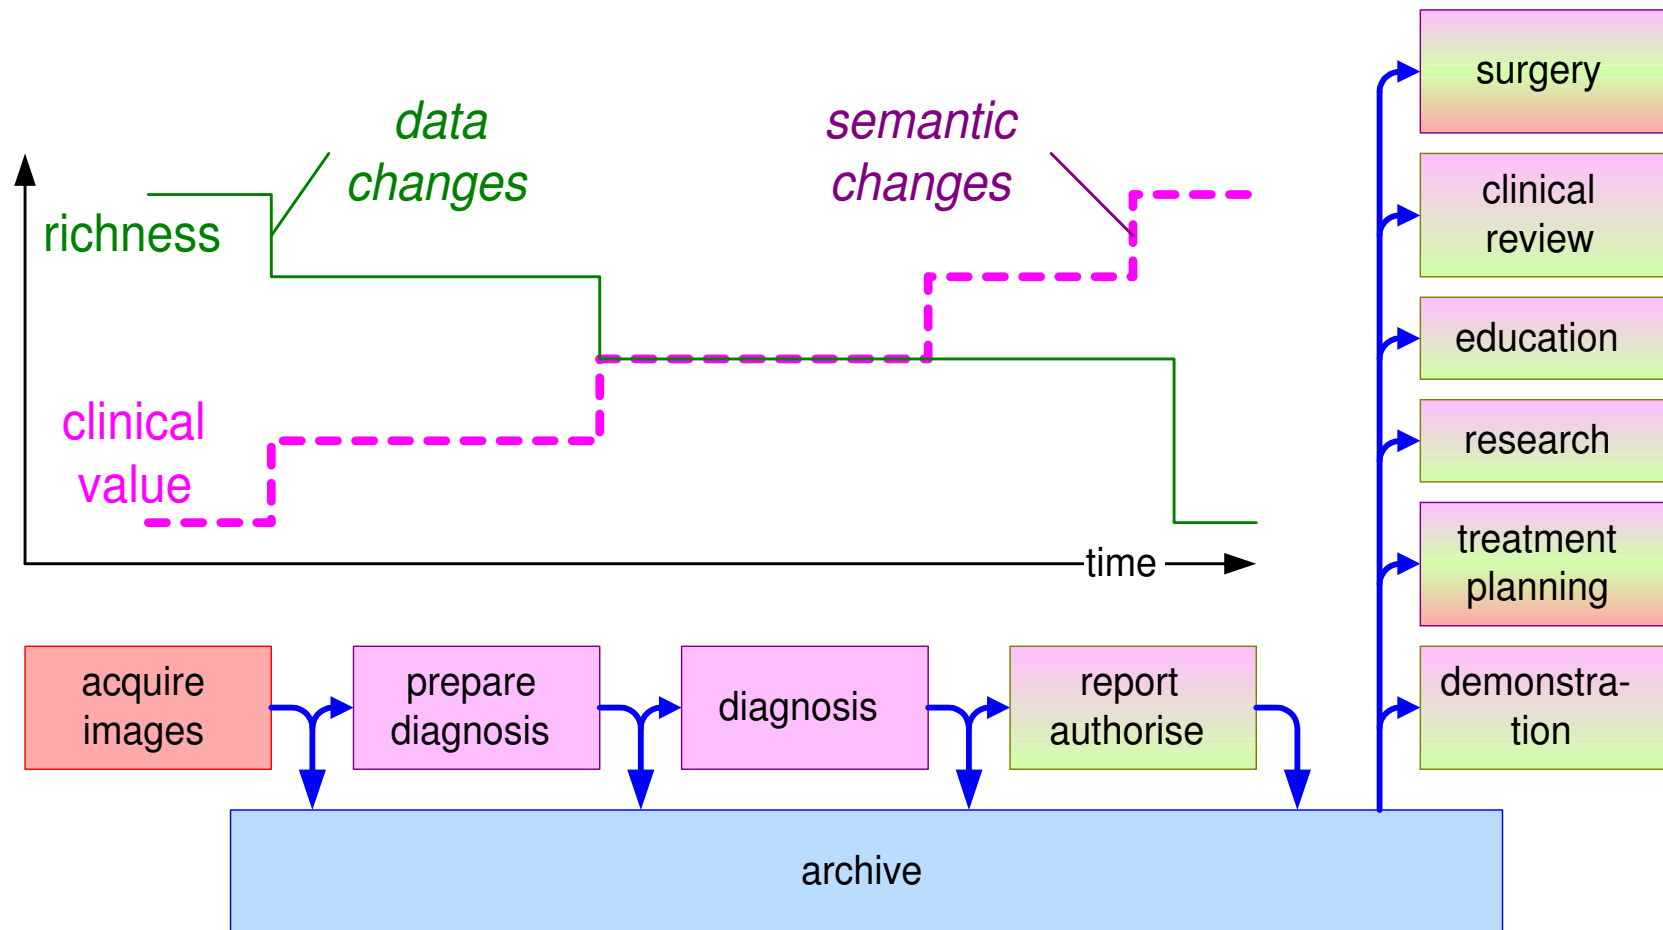 data
changes
semantic
changes
richness
clinical
value
time
surgery
clinical
review
education
research
treatment
planning
demonstra-
tion
acquire
images
prepare
diagnosis
diagnosis
report
authorise
archive